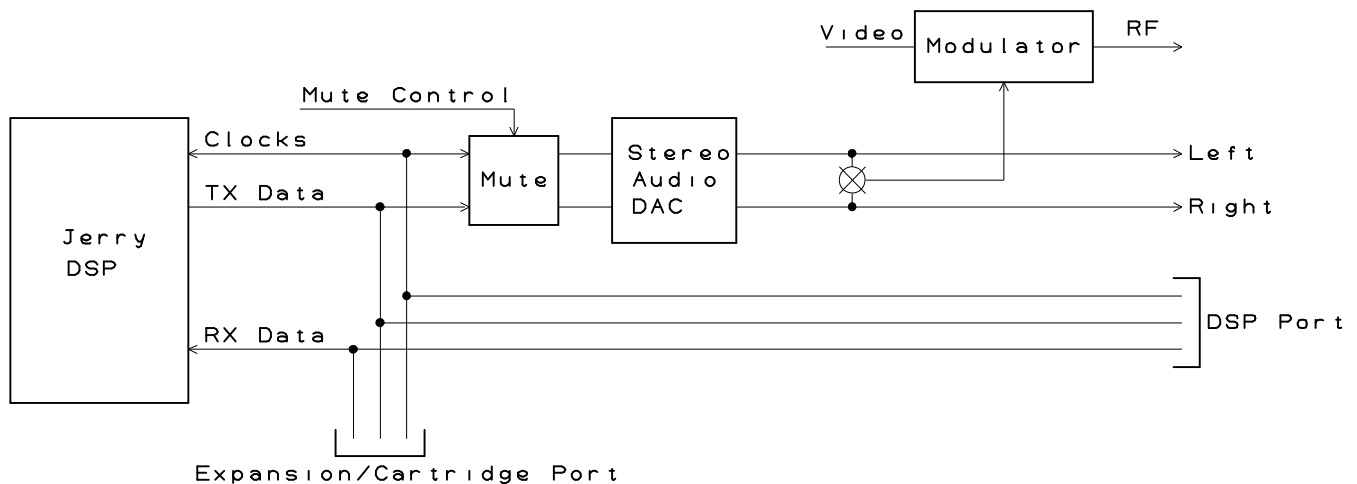 Video
Modulator
RF
Mute Control
Clocks
Mute
Stereo
Audio
DAC
Left
TX Data
Right
Jerry
DSP
RX Data
DSP Port
Expansion/Cartridge Port